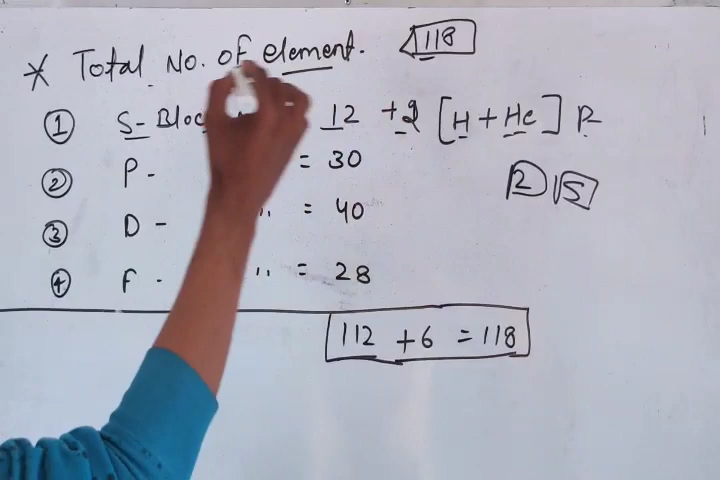 * Total No. of element. 118
① S-Bloc 12 + 2 [H + He] R
② P- = 30 2 S
③ D - " = 40
④ F - " = 28
112 + 6 = 118